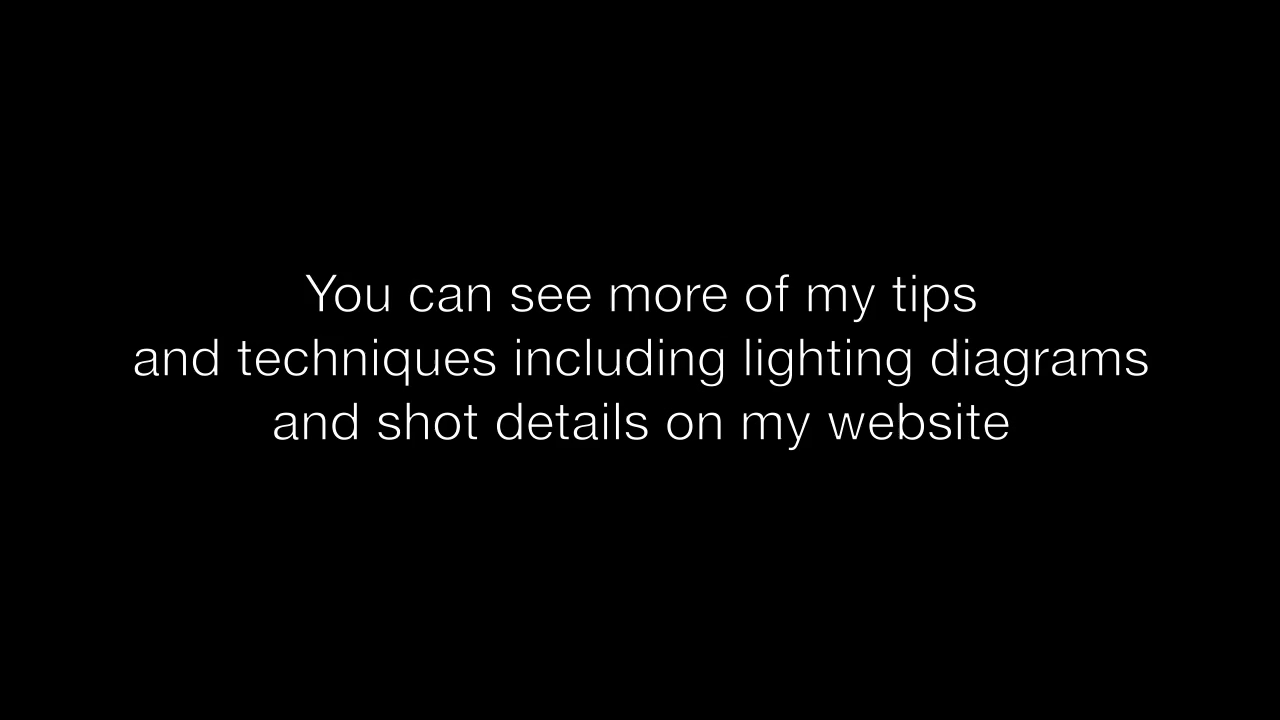 You can see more of my tips
and techniques including lighting diagrams
and shot details on my website